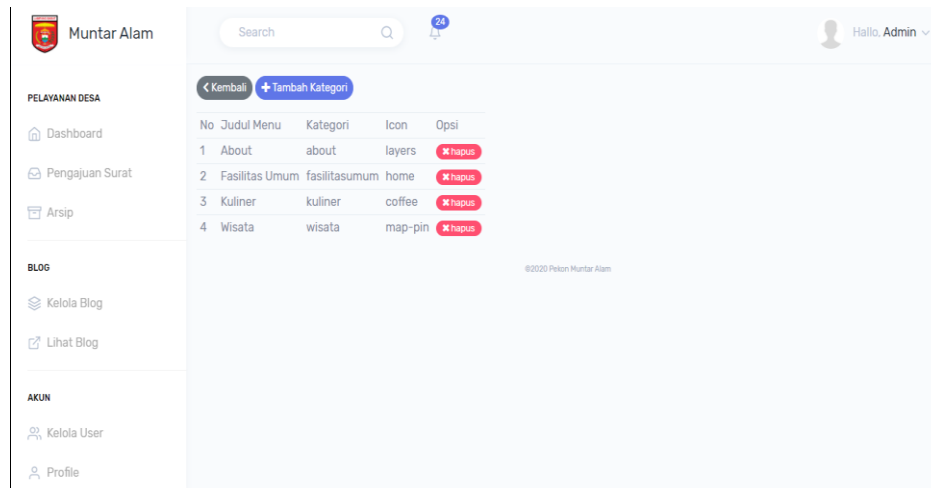 Muntar Alam
Search
24
Hallo, Admin
PELAYANAN DESA
Dashboard
Pengajuan Surat
Arsip
BLOG
Kelola Blog
Lihat Blog
AKUN
Kelola User
Profile
Kembali Tambah Kategori
No Judul Menu Kategori Icon Opsi
1 About about layers hapus
2 Fasilitas Umum fasilitasumum home hapus
3 Kuliner kuliner coffee hapus
4 Wisata wisata map-pin hapus
©2020 Pekon Muntar Alam